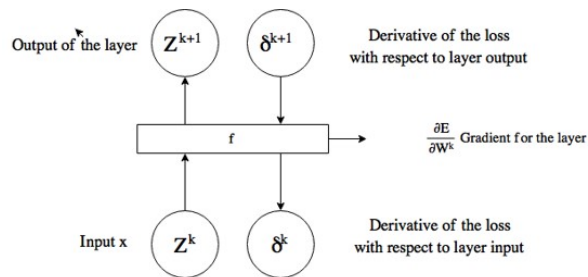 Output of the layer
Z^{k+1}
δ^{k+1}
Derivative of the loss
with respect to layer output
f
∂E/∂W^k Gradient f or the layer
Input x
Z^k
δ^k
Derivative of the loss
with respect to layer input